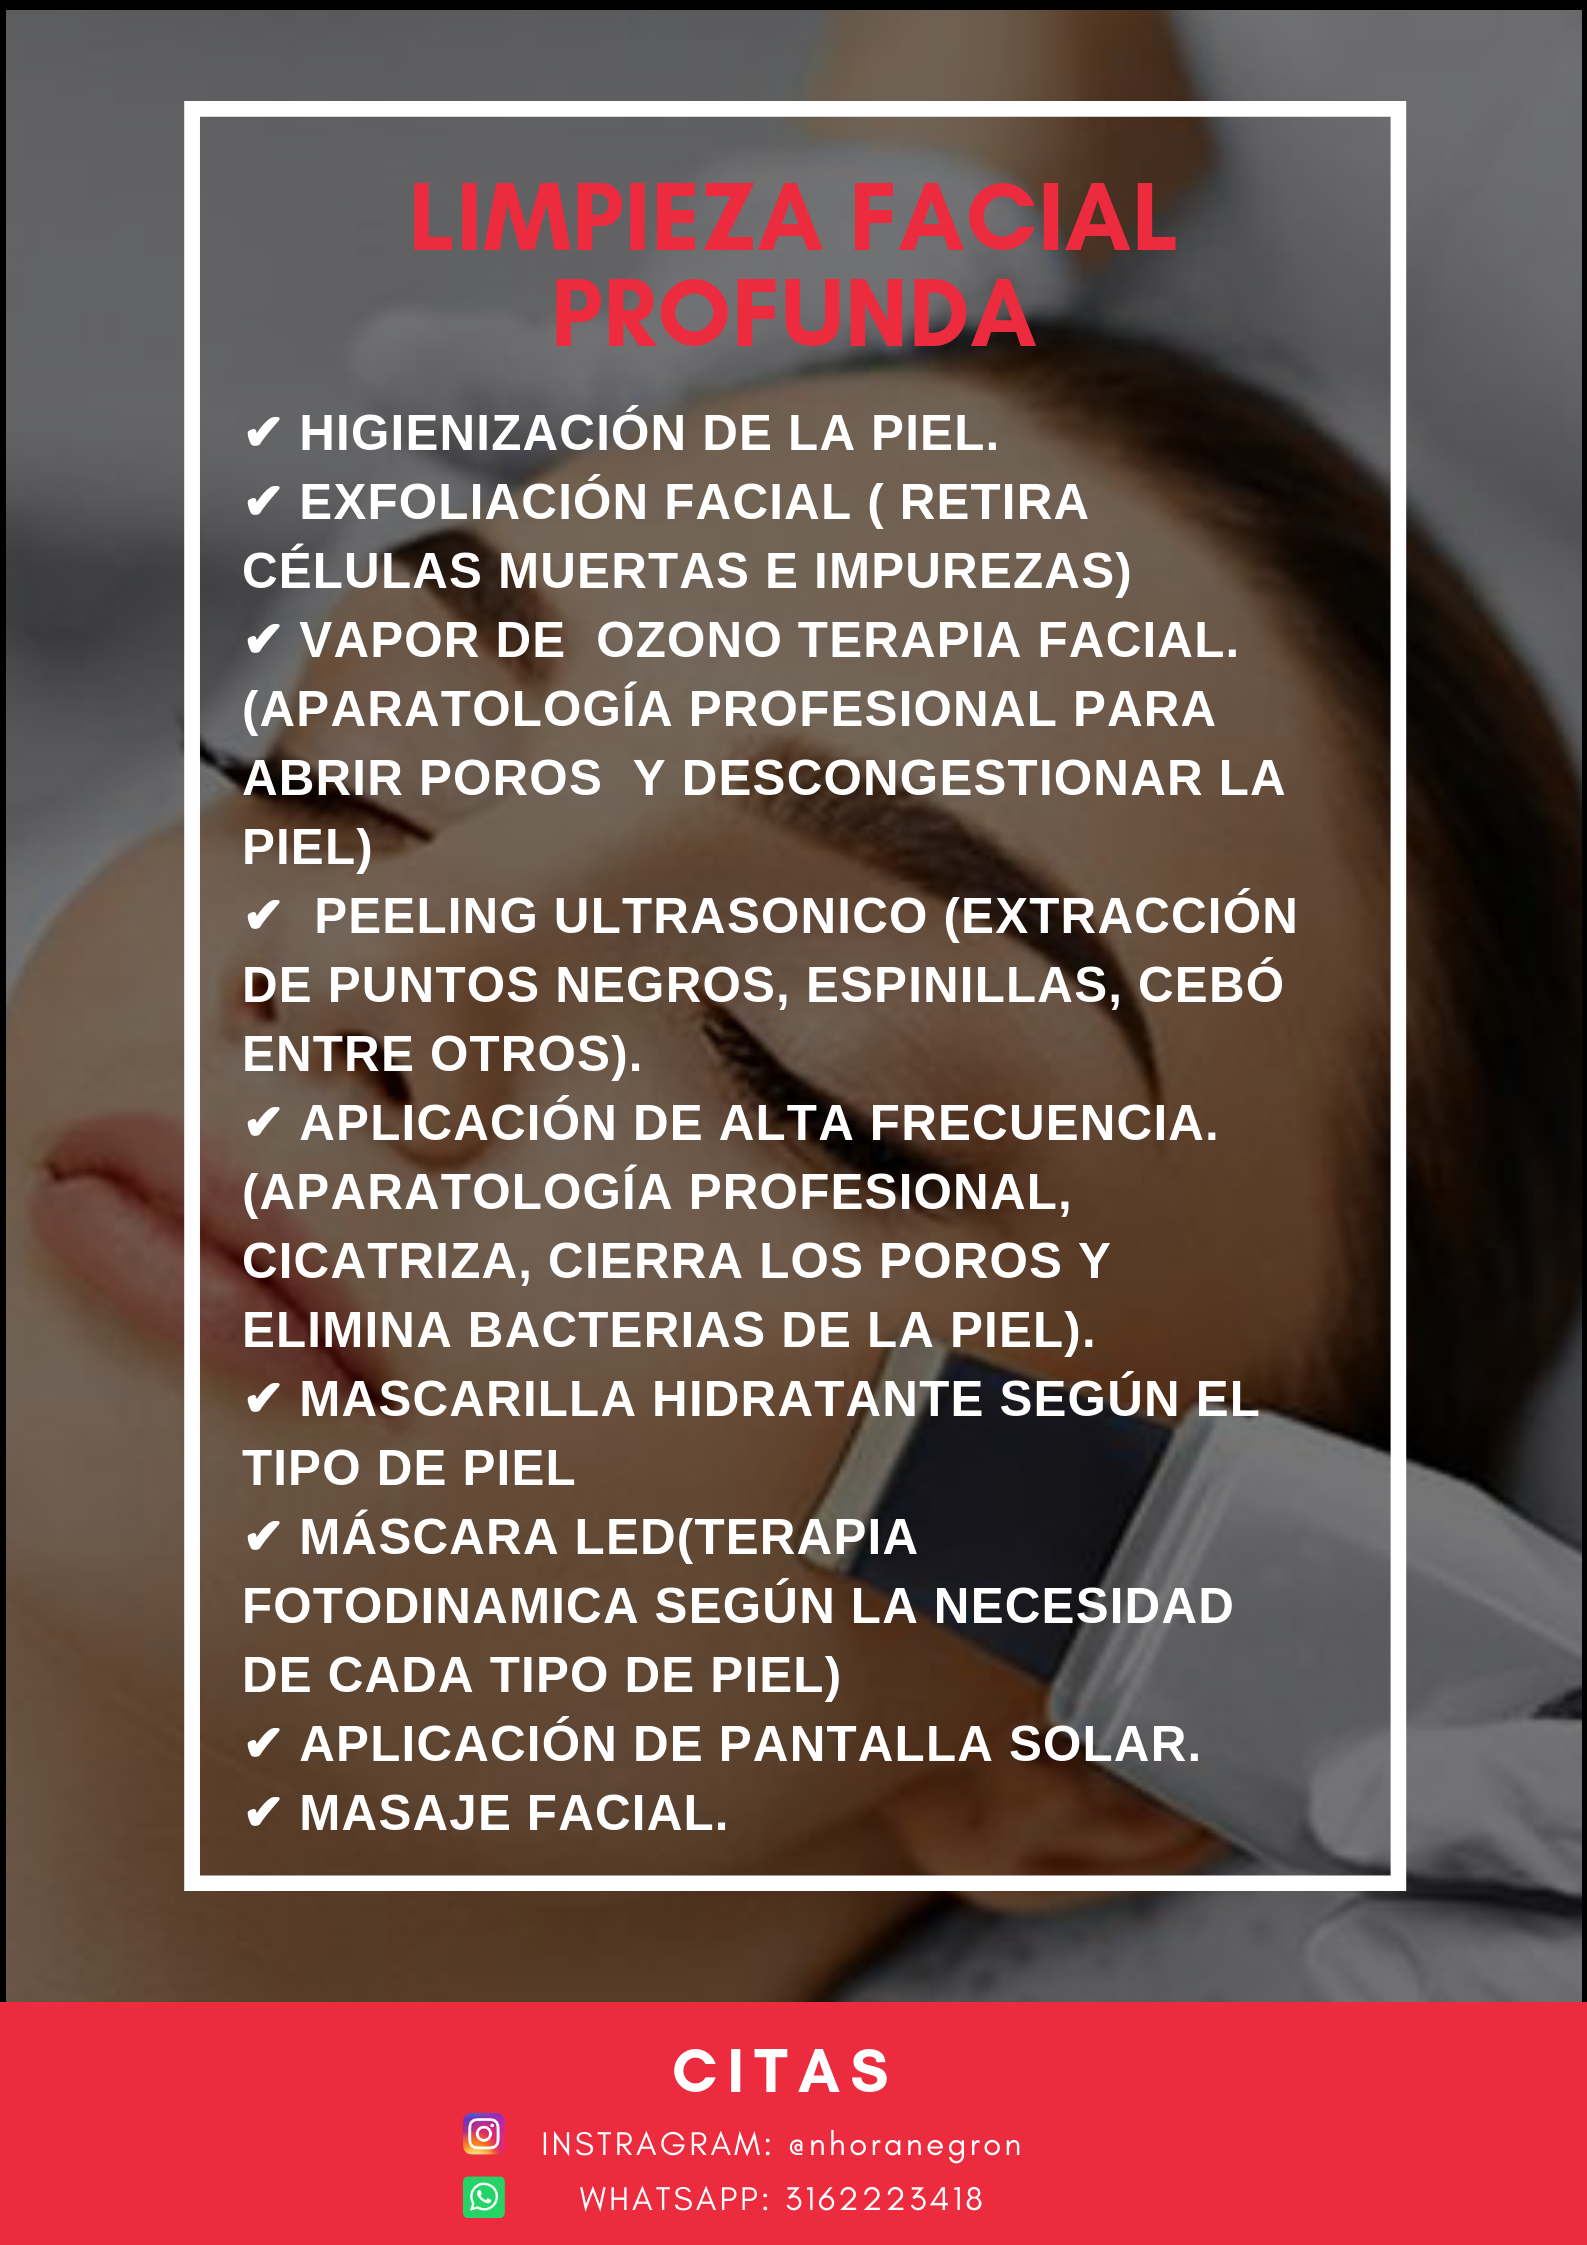 LIMPIEZA FACIAL
PROFUNDA
✔ HIGIENIZACIÓN DE LA PIEL.
✔ EXFOLIACIÓN FACIAL ( RETIRA
CÉLULAS MUERTAS E IMPUREZAS)
✔ VAPOR DE  OZONO TERAPIA FACIAL.
(APARATOLOGÍA PROFESIONAL PARA
ABRIR POROS  Y DESCONGESTIONAR LA
PIEL)
✔  PEELING ULTRASONICO (EXTRACCIÓN
DE PUNTOS NEGROS, ESPINILLAS, CEBÓ
ENTRE OTROS).
✔ APLICACIÓN DE ALTA FRECUENCIA.
(APARATOLOGÍA PROFESIONAL,
CICATRIZA, CIERRA LOS POROS Y
ELIMINA BACTERIAS DE LA PIEL).
✔ MASCARILLA HIDRATANTE SEGÚN EL
TIPO DE PIEL
✔ MÁSCARA LED(TERAPIA
FOTODINAMICA SEGÚN LA NECESIDAD
DE CADA TIPO DE PIEL)
✔ APLICACIÓN DE PANTALLA SOLAR.
✔ MASAJE FACIAL.
CITAS
INSTRAGRAM: @nhoranegron
WHATSAPP: 3162223418